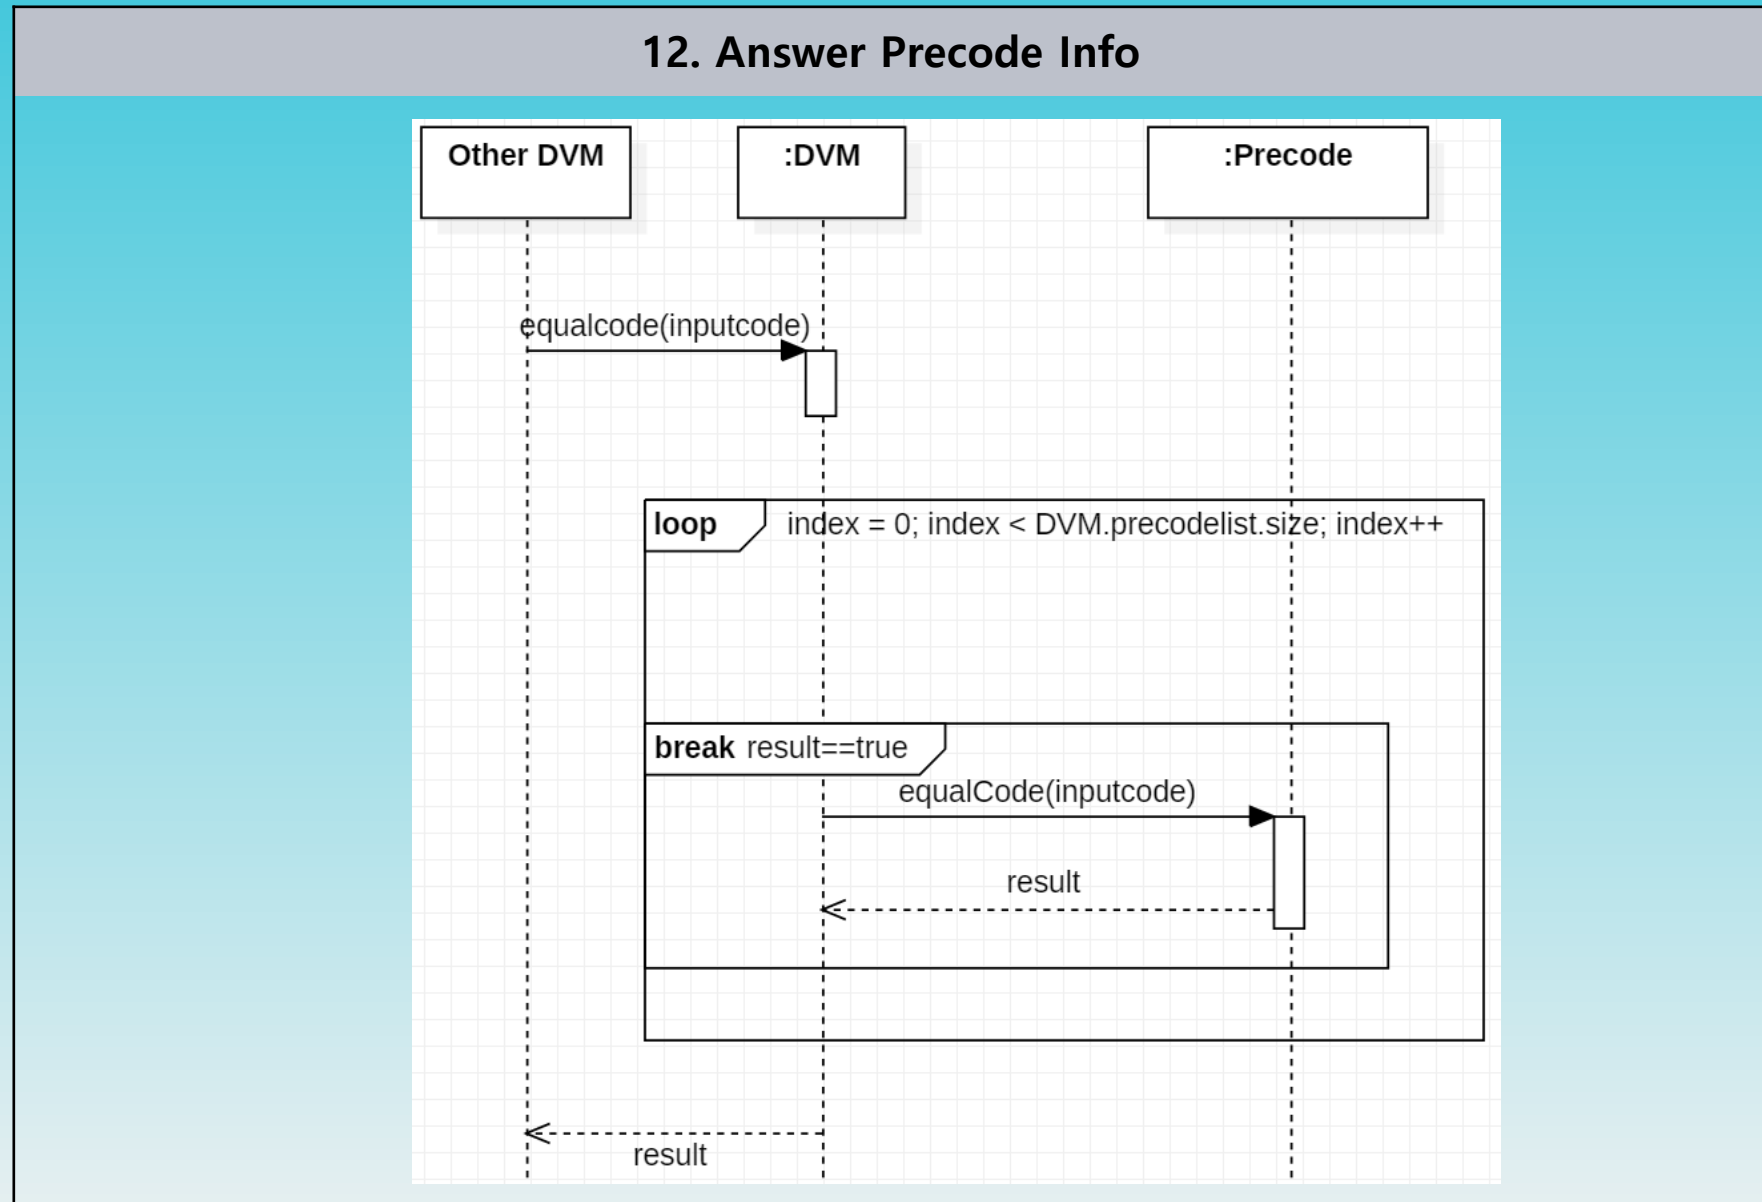 12. Answer Precode Info
Other DVM
:DVM
:Precode
equalcode(inputcode)
loop index = 0; index < DVM.precodelist.size; index++
break result==true
equalCode(inputcode)
result
result